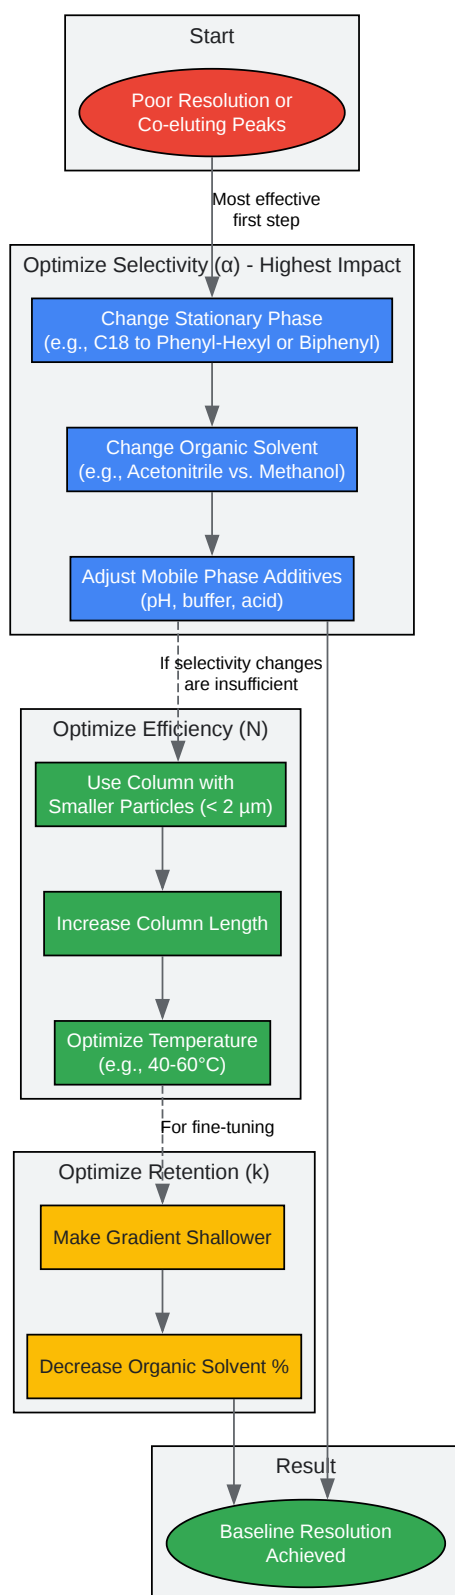 Start
Poor Resolution or
Co-eluting Peaks
Most effective
first step
Optimize Selectivity (α) - Highest Impact
Change Stationary Phase
(e.g., C18 to Phenyl-Hexyl or Biphenyl)
Change Organic Solvent
(e.g., Acetonitrile vs. Methanol)
Adjust Mobile Phase Additives
(pH, buffer, acid)
If selectivity changes
are insufficient
Optimize Efficiency (N)
Use Column with
Smaller Particles (< 2 µm)
Increase Column Length
Optimize Temperature
(e.g., 40-60°C)
For fine-tuning
Optimize Retention (k)
Make Gradient Shallower
Decrease Organic Solvent %
Result
Baseline Resolution
Achieved